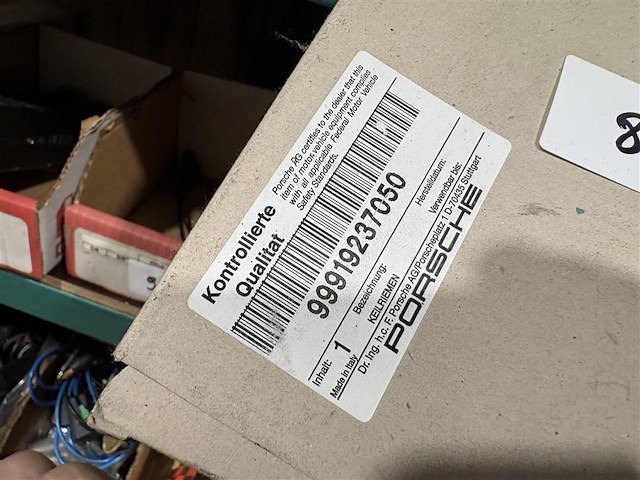 Kontrollierte
Qualität
Porsche AG certifies to the dealer that this
item of motor-vehicle equipment complies
with all applicable Federal Motor Vehicle
Safety Standards.
99919237050
Inhalt:
1
Bezeichnung:
KEILRIEMEN
Herstelldatum:
Verwendbar bis:
Made in Italy
Dr. Ing. h.c. F. Porsche AG/Porscheplatz 1 D-70435 Stuttgart
PORSCHE
8